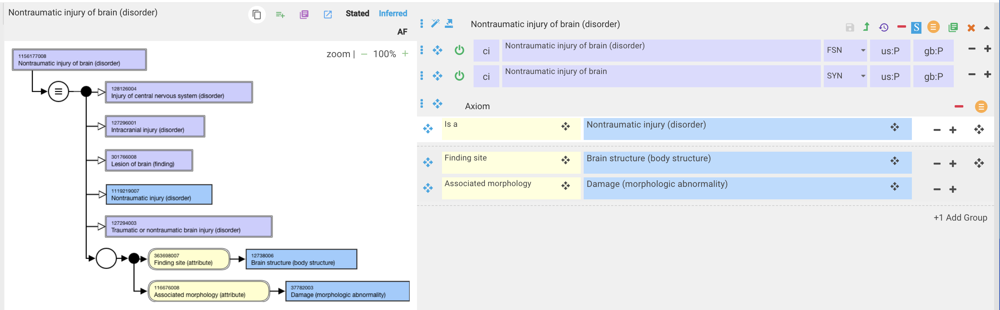 Nontraumatic injury of brain (disorder)
Stated Inferred
AF
zoom | − 100% +
1156177008
Nontraumatic injury of brain (disorder)
128126004
Injury of central nervous system (disorder)
127296001
Intracranial injury (disorder)
301766008
Lesion of brain (finding)
1119219007
Nontraumatic injury (disorder)
127294003
Traumatic or nontraumatic brain injury (disorder)
363698007
Finding site (attribute)
12738006
Brain structure (body structure)
116676008
Associated morphology (attribute)
37782003
Damage (morphologic abnormality)
Nontraumatic injury of brain (disorder)
S
ci Nontraumatic injury of brain (disorder) FSN us:P gb:P
ci Nontraumatic injury of brain SYN us:P gb:P
Axiom
Is a Nontraumatic injury (disorder)
Finding site Brain structure (body structure)
Associated morphology Damage (morphologic abnormality)
+1 Add Group